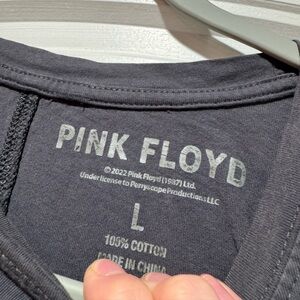 PINK FLOYD
© 2022 Pink Floyd (1987) Ltd.
Under license to Perryscope Productions LLC
L
100% COTTON
MADE IN CHINA